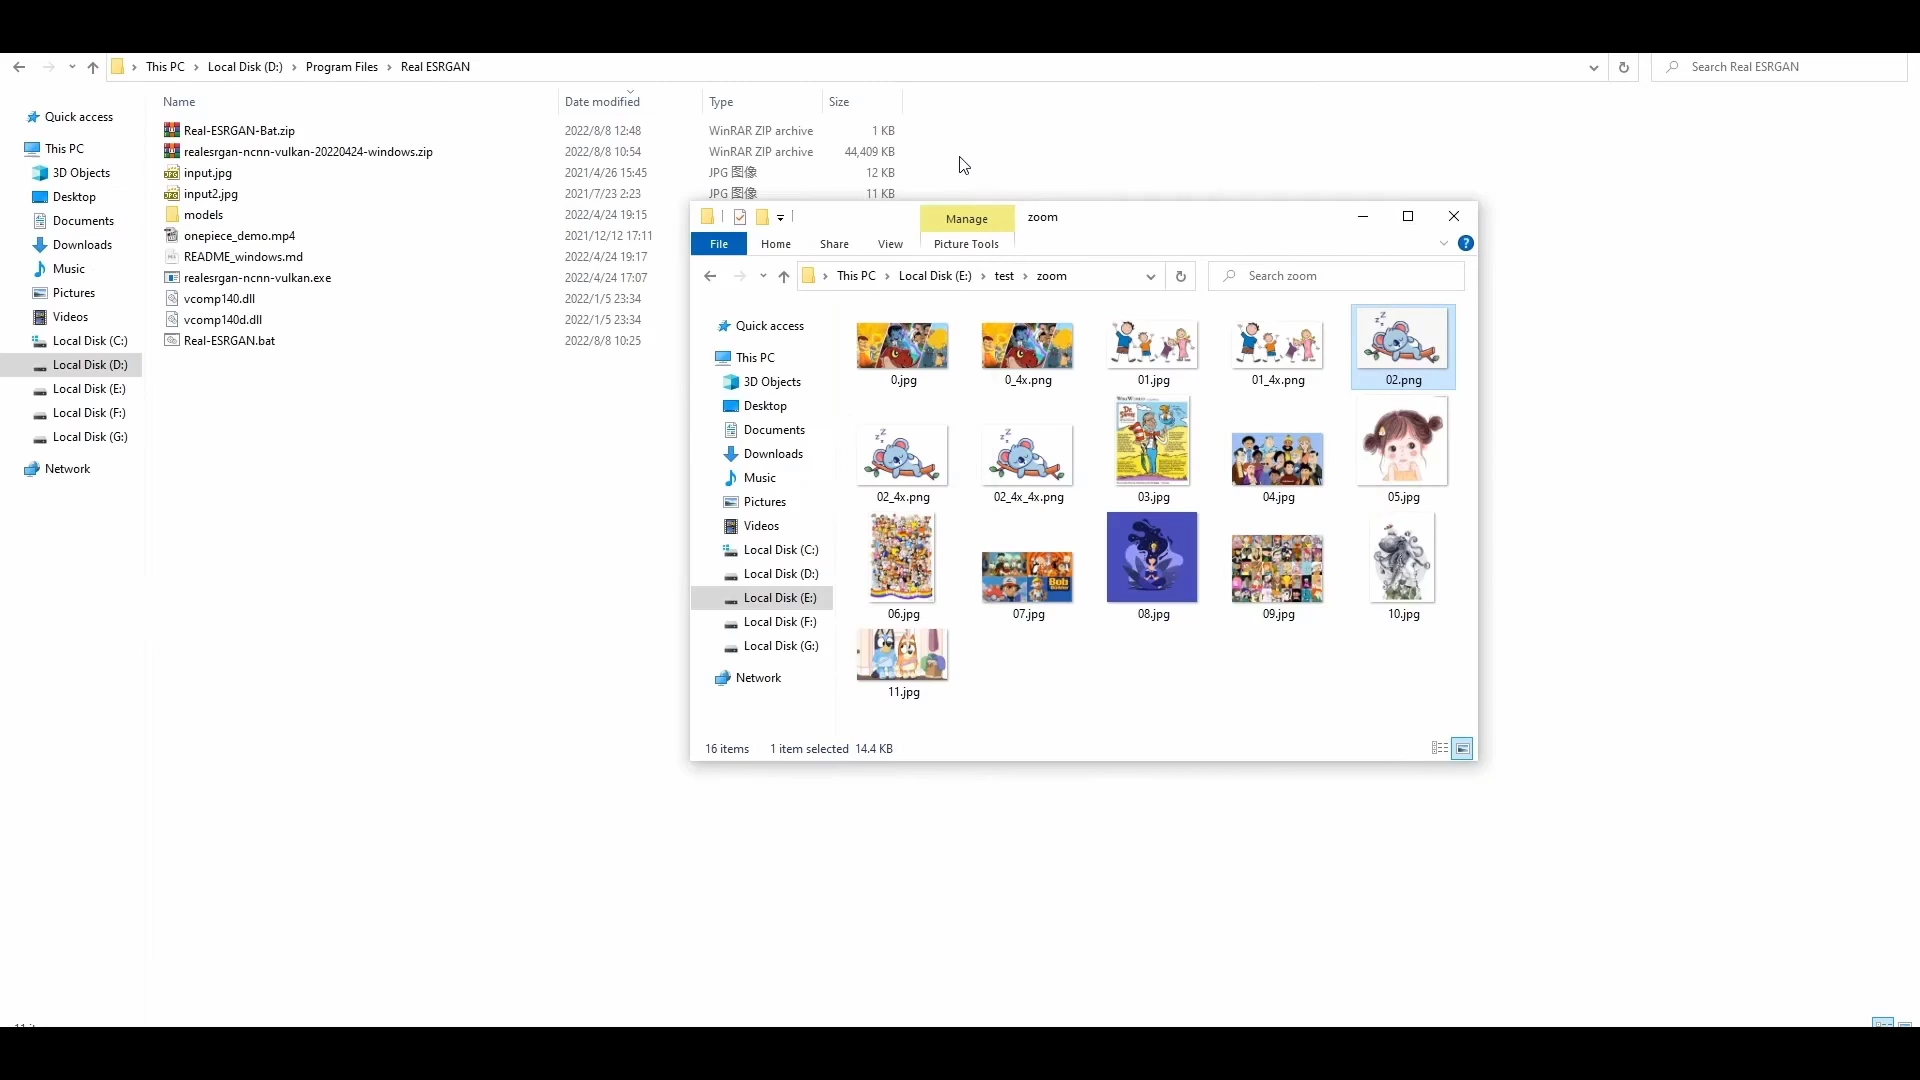 This PC > Local Disk (D:) > Program Files > Real ESRGAN
Search Real ESRGAN
Name Date modified Type Size
Quick access
This PC
3D Objects
Desktop
Documents
Downloads
Music
Pictures
Videos
Local Disk (C:)
Local Disk (D:)
Local Disk (E:)
Local Disk (F:)
Local Disk (G:)
Network
Real-ESRGAN-Bat.zip 2022/8/8 12:48 WinRAR ZIP archive 1 KB
realesrgan-ncnn-vulkan-20220424-windows.zip 2022/8/8 10:54 WinRAR ZIP archive 44,409 KB
input.jpg 2021/4/26 15:45 JPG 图像 12 KB
input2.jpg 2021/7/23 2:23 JPG 图像 11 KB
models 2022/4/24 19:15
onepiece_demo.mp4 2021/12/12 17:11
README_windows.md 2022/4/24 19:17
realesrgan-ncnn-vulkan.exe 2022/4/24 17:07
vcomp140.dll 2022/1/5 23:34
vcomp140d.dll 2022/1/5 23:34
Real-ESRGAN.bat 2022/8/8 10:25
Manage zoom
File Home Share View Picture Tools
This PC > Local Disk (E:) > test > zoom
Search zoom
Quick access
This PC
3D Objects
Desktop
Documents
Downloads
Music
Pictures
Videos
Local Disk (C:)
Local Disk (D:)
Local Disk (E:)
Local Disk (F:)
Local Disk (G:)
Network
0.jpg 0_4x.png 01.jpg 01_4x.png 02.png
02_4x.png 02_4x_4x.png 03.jpg 04.jpg 05.jpg
06.jpg 07.jpg 08.jpg 09.jpg 10.jpg
11.jpg
16 items 1 item selected 14.4 KB